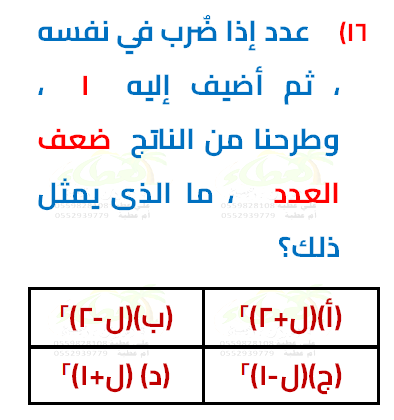 ١٦) عدد إذا ضُرب في نفسه
، ثم أضيف إليه ١ ،
وطرحنا من الناتج ضعف
العدد ، ما الذى يمثل
ذلك؟
(أ)(ل+٢)٢
(ب)(ل-٢)٢
(ج)(ل-١)٢
(د) (ل+١)٢